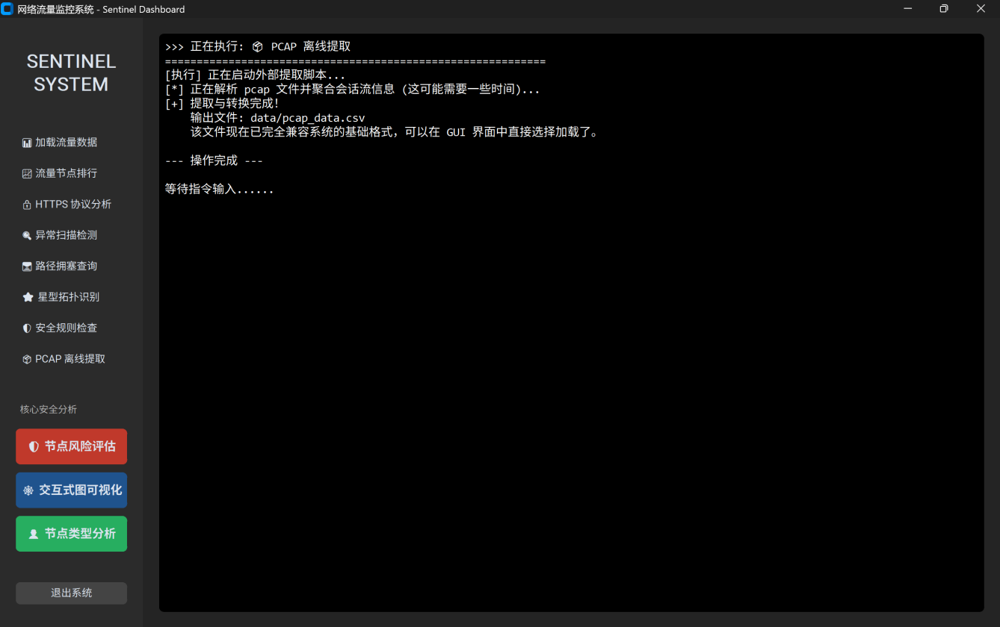 网络流量监控系统 - Sentinel Dashboard
SENTINEL
SYSTEM
加载流量数据
流量节点排行
HTTPS 协议分析
异常扫描检测
路径拥塞查询
星型拓扑识别
安全规则检查
PCAP 离线提取
核心安全分析
节点风险评估
交互式图可视化
节点类型分析
退出系统
>>> 正在执行: 📦 PCAP 离线提取
============================================================
[执行] 正在启动外部提取脚本...
[*] 正在解析 pcap 文件并聚合会话流信息 (这可能需要一些时间)...
[+] 提取与转换完成!
输出文件: data/pcap_data.csv
该文件现在已完全兼容系统的基础格式，可以在 GUI 界面中直接选择加载了。
--- 操作完成 ---
等待指令输入......